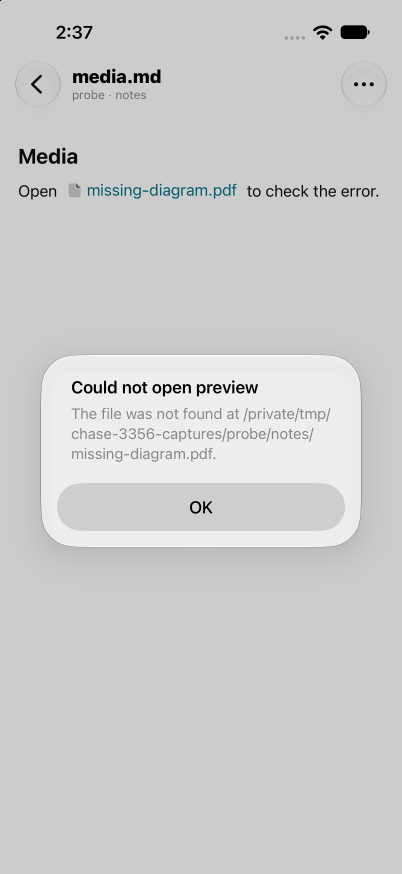 2:37
media.md
probe · notes
Media
Open missing-diagram.pdf to check the error.
Could not open preview
The file was not found at /private/tmp/
chase-3356-captures/probe/notes/
missing-diagram.pdf.
OK